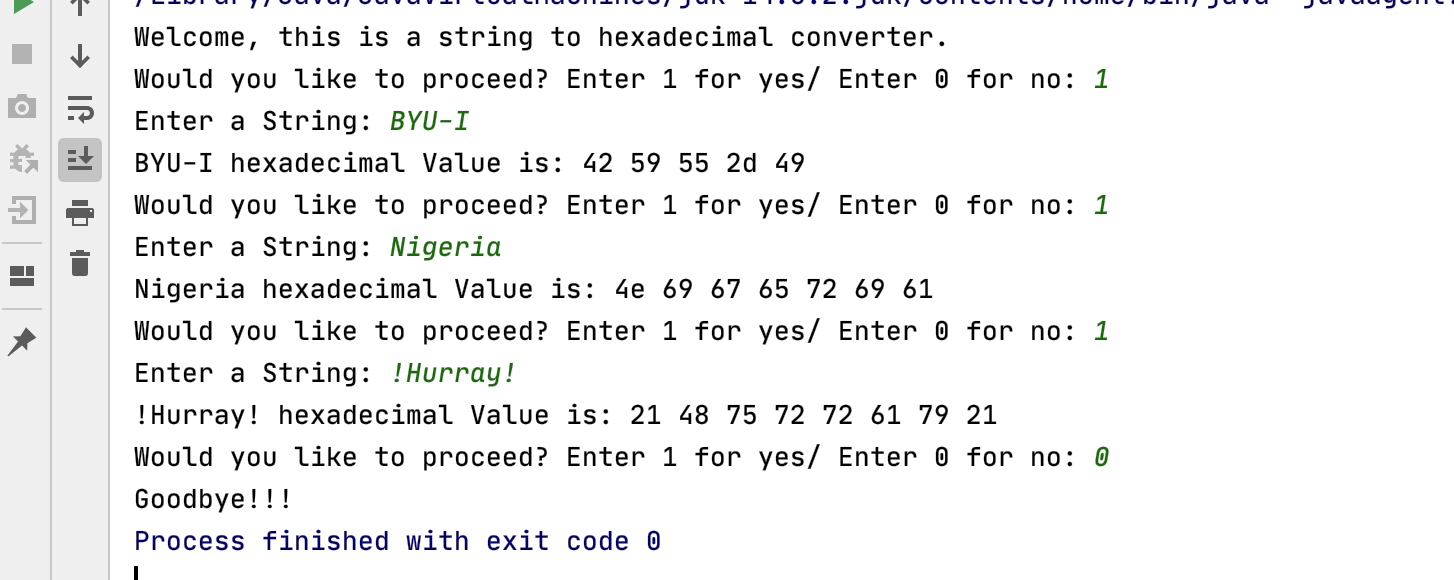 Welcome, this is a string to hexadecimal converter.
Would you like to proceed? Enter 1 for yes/ Enter 0 for no: 1
Enter a String: BYU-I
BYU-I hexadecimal Value is: 42 59 55 2d 49
Would you like to proceed? Enter 1 for yes/ Enter 0 for no: 1
Enter a String: Nigeria
Nigeria hexadecimal Value is: 4e 69 67 65 72 69 61
Would you like to proceed? Enter 1 for yes/ Enter 0 for no: 1
Enter a String: !Hurray!
!Hurray! hexadecimal Value is: 21 48 75 72 72 61 79 21
Would you like to proceed? Enter 1 for yes/ Enter 0 for no: 0
Goodbye!!!
Process finished with exit code 0